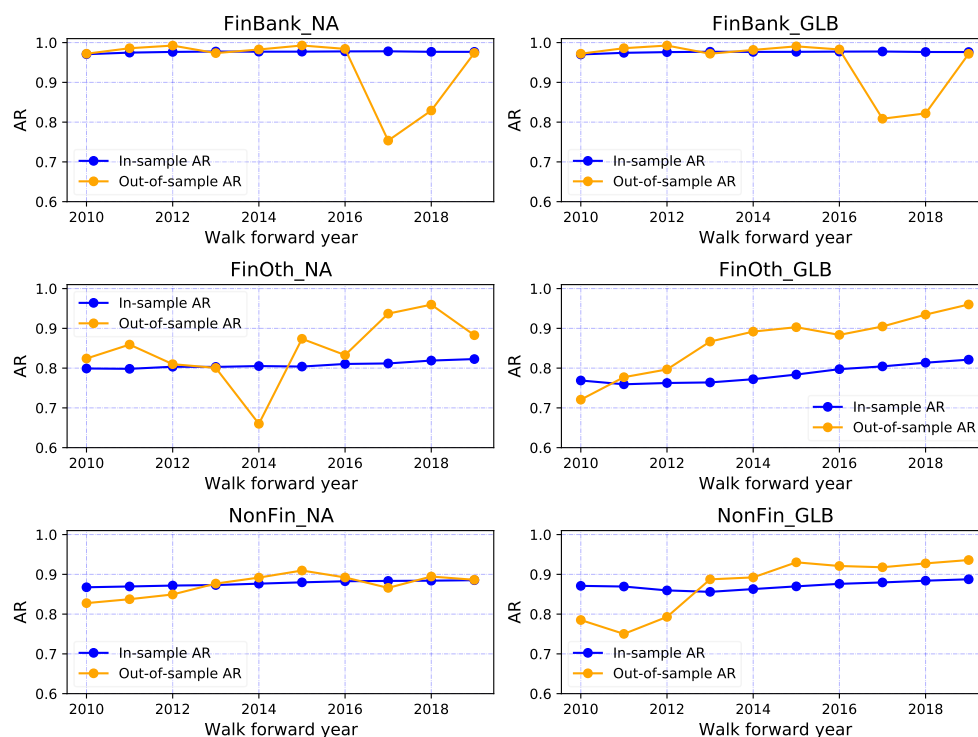 FinBank_NA
1.0
0.9
0.8
0.7
0.6
AR
In-sample AR
Out-of-sample AR
2010 2012 2014 2016 2018
Walk forward year
FinBank_GLB
1.0
0.9
0.8
0.7
0.6
AR
In-sample AR
Out-of-sample AR
2010 2012 2014 2016 2018
Walk forward year
FinOth_NA
1.0
0.9
0.8
0.7
0.6
AR
In-sample AR
Out-of-sample AR
2010 2012 2014 2016 2018
Walk forward year
FinOth_GLB
1.0
0.9
0.8
0.7
0.6
AR
In-sample AR
Out-of-sample AR
2010 2012 2014 2016 2018
Walk forward year
NonFin_NA
1.0
0.9
0.8
0.7
0.6
AR
In-sample AR
Out-of-sample AR
2010 2012 2014 2016 2018
Walk forward year
NonFin_GLB
1.0
0.9
0.8
0.7
0.6
AR
In-sample AR
Out-of-sample AR
2010 2012 2014 2016 2018
Walk forward year